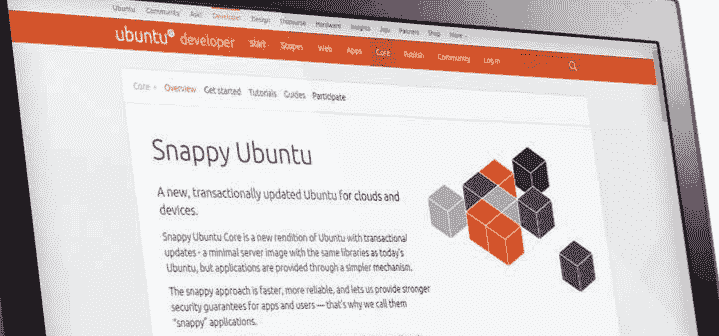 Ubuntu Community Ask! Developer Design Discourse Hardware Insights Juju Partners Shop More
ubuntu developer Start Scopes Web Apps Core Publish Community Log in
Core Overview Get started Tutorials Guides Participate
Snappy Ubuntu
A new, transactionally updated Ubuntu for clouds and
devices.
Snappy Ubuntu Core is a new rendition of Ubuntu with transactional
updates - a minimal server image with the same libraries as today's
Ubuntu, but applications are provided through a simpler mechanism.
The snappy approach is faster, more reliable, and lets us provide stronger
security guarantees for apps and users — that's why we call them
"snappy" applications.